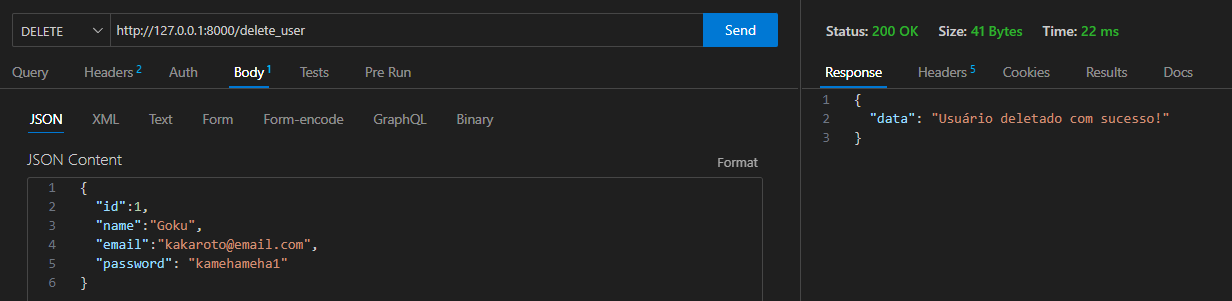 DELETE http://127.0.0.1:8000/delete_user Send
Query Headers 2 Auth Body 1 Tests Pre Run
JSON XML Text Form Form-encode GraphQL Binary
JSON Content Format
1 {
2 "id":1,
3 "name":"Goku",
4 "email":"kakaroto@email.com",
5 "password": "kamehameha1"
6 }
Status: 200 OK Size: 41 Bytes Time: 22 ms
Response Headers 5 Cookies Results Docs
1 {
2 "data": "Usuário deletado com sucesso!"
3 }